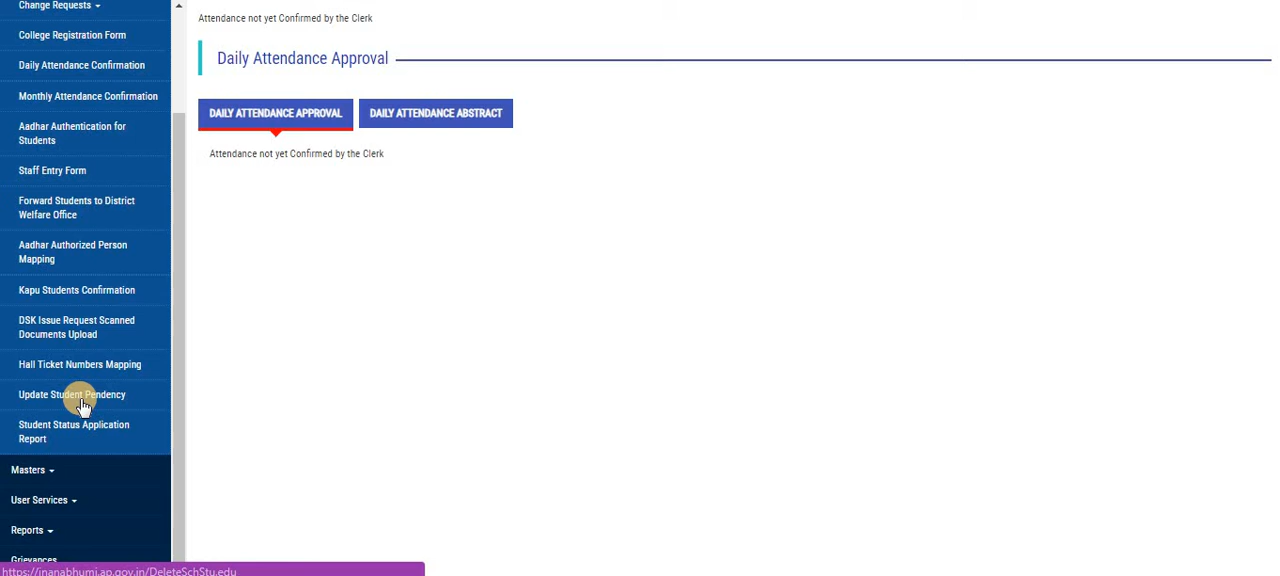 Change Requests
College Registration Form
Daily Attendance Confirmation
Monthly Attendance Confirmation
Aadhar Authentication for
Students
Staff Entry Form
Forward Students to District
Welfare Office
Aadhar Authorized Person
Mapping
Kapu Students Confirmation
DSK Issue Request Scanned
Documents Upload
Hall Ticket Numbers Mapping
Update Student Pendency
Student Status Application
Report
Masters
User Services
Reports
Grievances
https://jnanabhumi.ap.gov.in/DeleteSchStu.edu
Attendance not yet Confirmed by the Clerk
Daily Attendance Approval
DAILY ATTENDANCE APPROVAL
DAILY ATTENDANCE ABSTRACT
Attendance not yet Confirmed by the Clerk